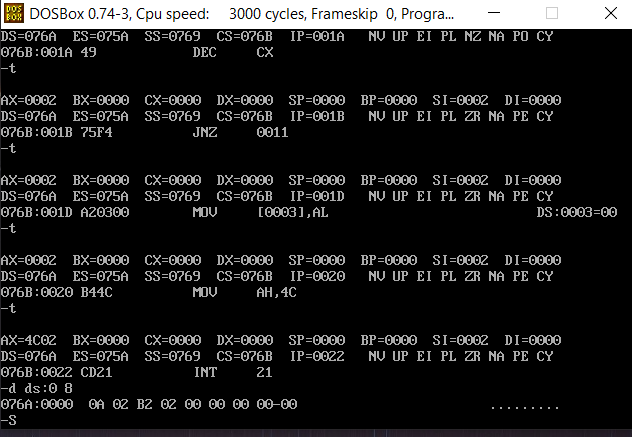 DOS
BOX
DOSBox 0.74-3, Cpu speed:    3000 cycles, Frameskip  0, Progra...
DS=076A  ES=075A  SS=0769  CS=076B  IP=001A   NV UP EI PL NZ NA PO CY
076B:001A 49            DEC     CX
-t
AX=0002  BX=0000  CX=0000  DX=0000  SP=0000  BP=0000  SI=0002  DI=0000
DS=076A  ES=075A  SS=0769  CS=076B  IP=001B   NV UP EI PL ZR NA PE CY
076B:001B 75F4          JNZ     0011
-t
AX=0002  BX=0000  CX=0000  DX=0000  SP=0000  BP=0000  SI=0002  DI=0000
DS=076A  ES=075A  SS=0769  CS=076B  IP=001D   NV UP EI PL ZR NA PE CY
076B:001D A20300        MOV     [0003],AL                          DS:0003=00
-t
AX=0002  BX=0000  CX=0000  DX=0000  SP=0000  BP=0000  SI=0002  DI=0000
DS=076A  ES=075A  SS=0769  CS=076B  IP=0020   NV UP EI PL ZR NA PE CY
076B:0020 B44C          MOV     AH,4C
-t
AX=4C02  BX=0000  CX=0000  DX=0000  SP=0000  BP=0000  SI=0002  DI=0000
DS=076A  ES=075A  SS=0769  CS=076B  IP=0022   NV UP EI PL ZR NA PE CY
076B:0022 CD21          INT     21
-d ds:0 8
076A:0000  0A 02 B2 02 00 00 00 00-00                         .........
-S